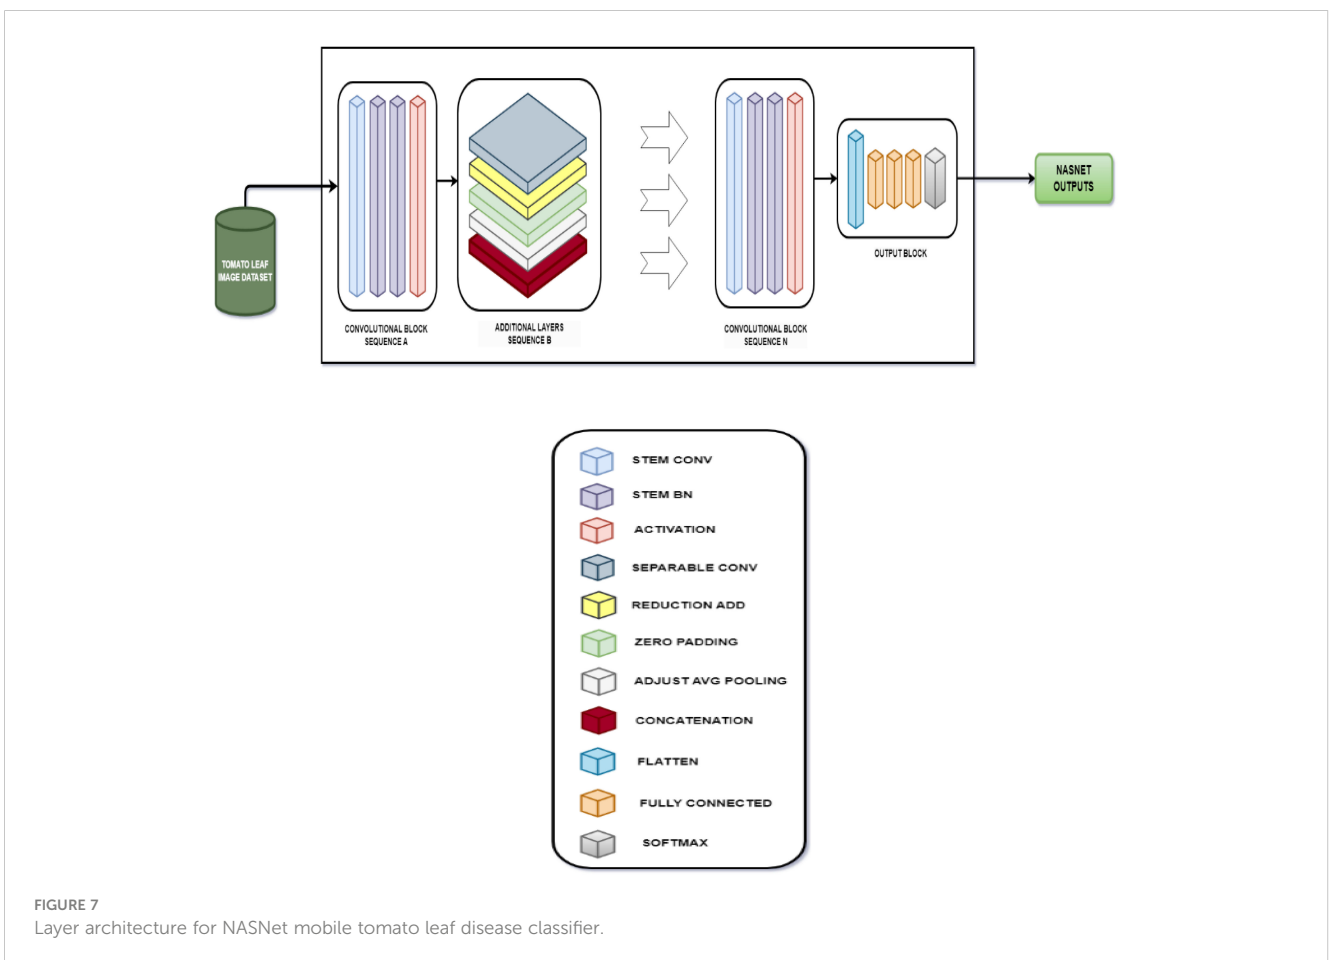 TOMATO LEAF
IMAGE DATASET
CONVOLUTIONAL BLOCK
SEQUENCE A
ADDITIONAL LAYERS
SEQUENCE B
CONVOLUTIONAL BLOCK
SEQUENCE N
OUTPUT BLOCK
NASNET
OUTPUTS
STEM CONV
STEM BN
ACTIVATION
SEPARABLE CONV
REDUCTION ADD
ZERO PADDING
ADJUST AVG POOLING
CONCATENATION
FLATTEN
FULLY CONNECTED
SOFTMAX
FIGURE 7
Layer architecture for NASNet mobile tomato leaf disease classifier.